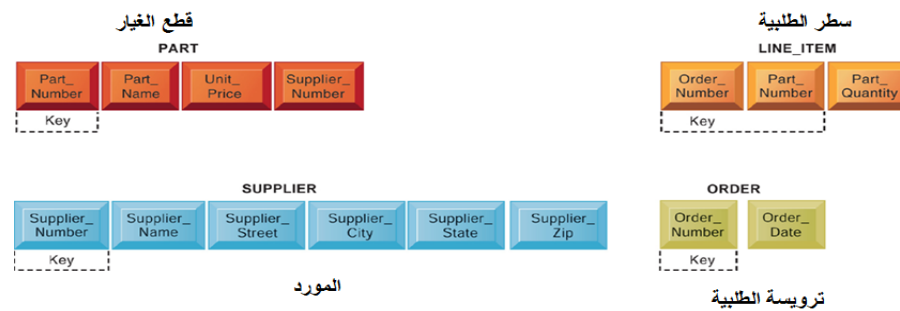 قطع الغيار
PART
Part_
Number
Part_
Name
Unit_
Price
Supplier_
Number
Key
سطر الطلبية
LINE_ITEM
Order_
Number
Part_
Number
Part_
Quantity
Key
SUPPLIER
Supplier_
Number
Supplier_
Name
Supplier_
Street
Supplier_
City
Supplier_
State
Supplier_
Zip
Key
المورد
ORDER
Order_
Number
Order_
Date
Key
ترويسة الطلبية